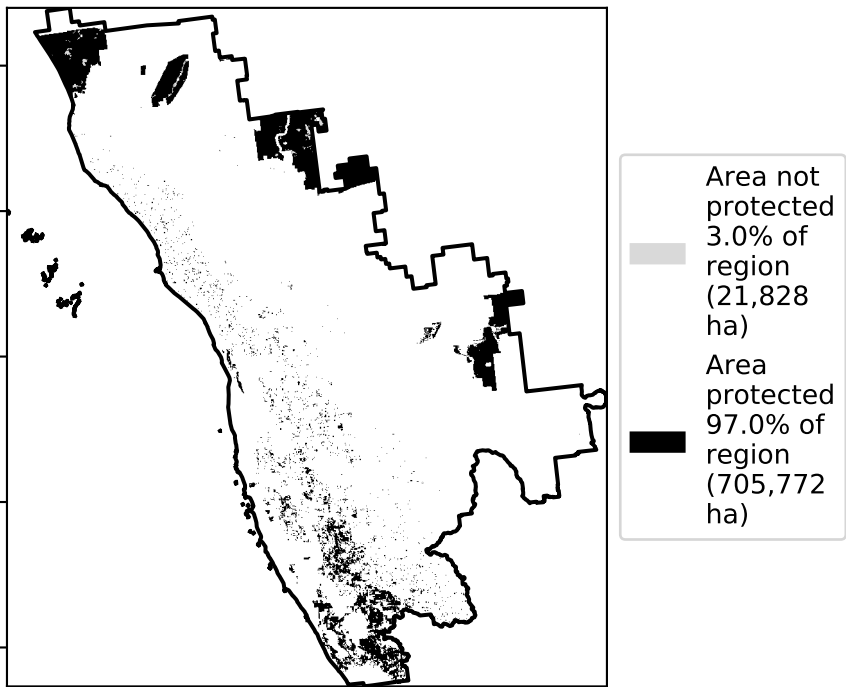 Area not
protected
3.0% of
region
(21,828
ha)
Area
protected
97.0% of
region
(705,772
ha)